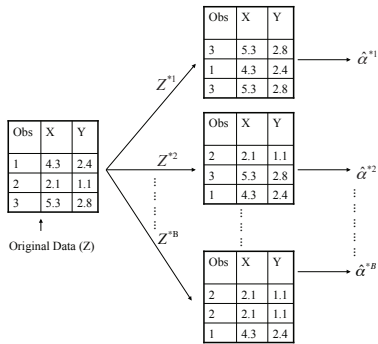 Obs X Y
3 5.3 2.8
1 4.3 2.4
3 5.3 2.8
Z*1
α̂*1
Obs X Y
1 4.3 2.4
2 2.1 1.1
3 5.3 2.8
Original Data (Z)
Z*2
Obs X Y
2 2.1 1.1
3 5.3 2.8
1 4.3 2.4
α̂*2
Z*B
Obs X Y
2 2.1 1.1
2 2.1 1.1
1 4.3 2.4
α̂*B